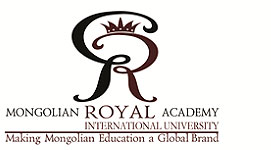 MONGOLIAN ROYAL ACADEMY
INTERNATIONAL UNIVERSITY
Making Mongolian Education a Global Brand